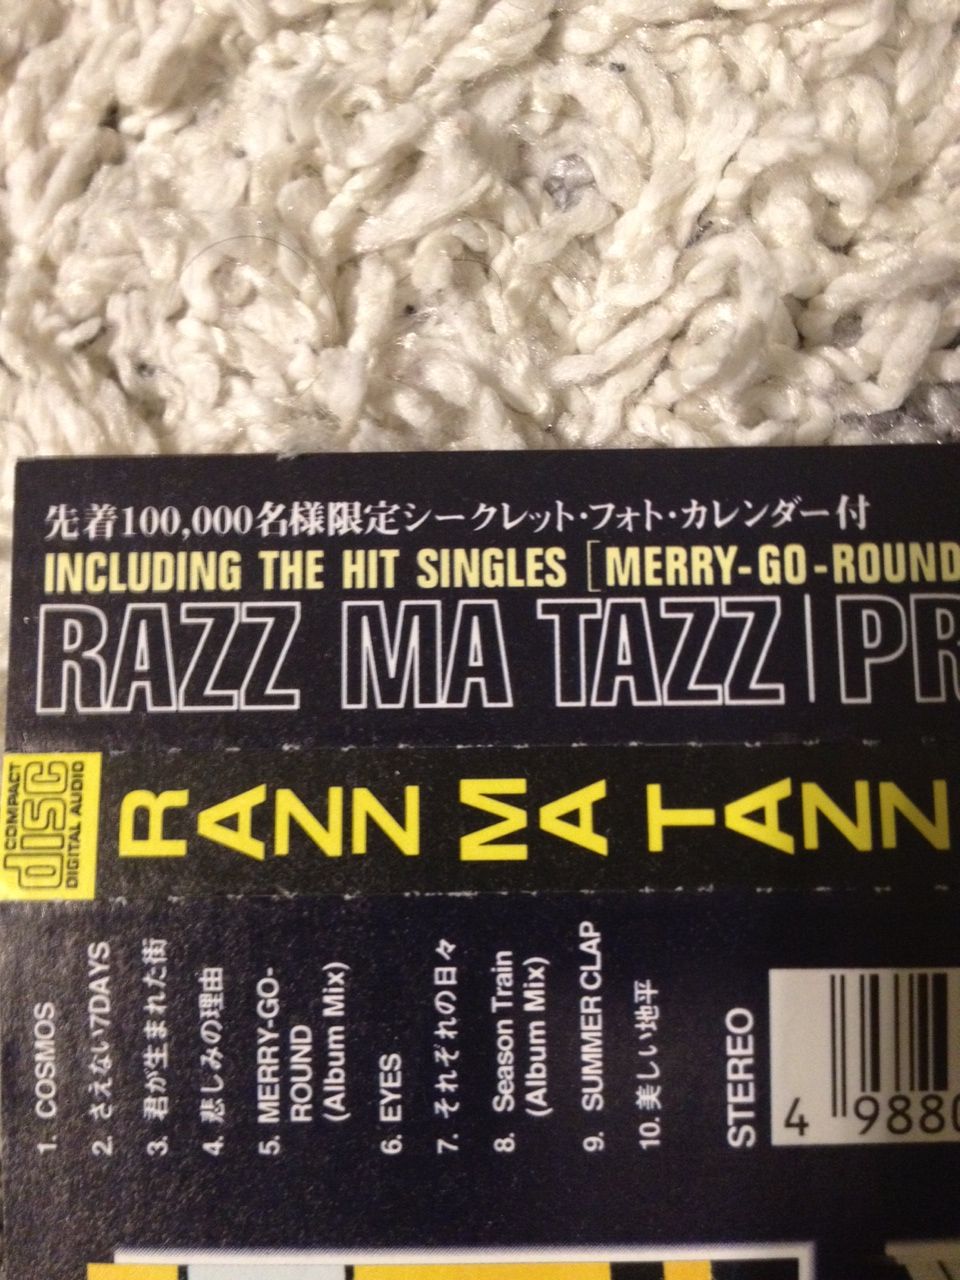 先着100,000名様限定シークレット・フォト・カレンダー付
INCLUDING THE HIT SINGLES [MERRY-GO-ROUND
RAZZ MA TAZZ | PR
COMPACT
disc
DIGITAL AUDIO
RAZZ MA TAZZ
1. COSMOS
2. さえない7DAYS
3. 君が生まれた街
4. 悲しみの理由
5. MERRY-GO-
ROUND
(Album Mix)
6. EYES
7. それぞれの日々
8. Season Train
(Album Mix)
9. SUMMER CLAP
10. 美しい地平
STEREO
4 9880